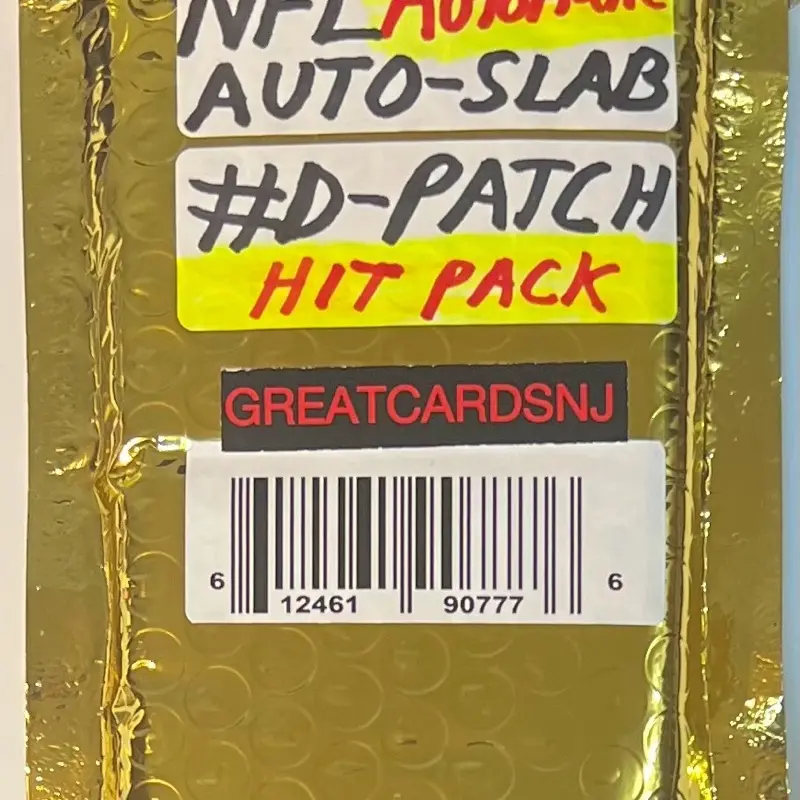 NFL
AUTO-SLAB
#D-PATCH
HIT PACK
GREATCARDSNJ
6 12461 90777 6